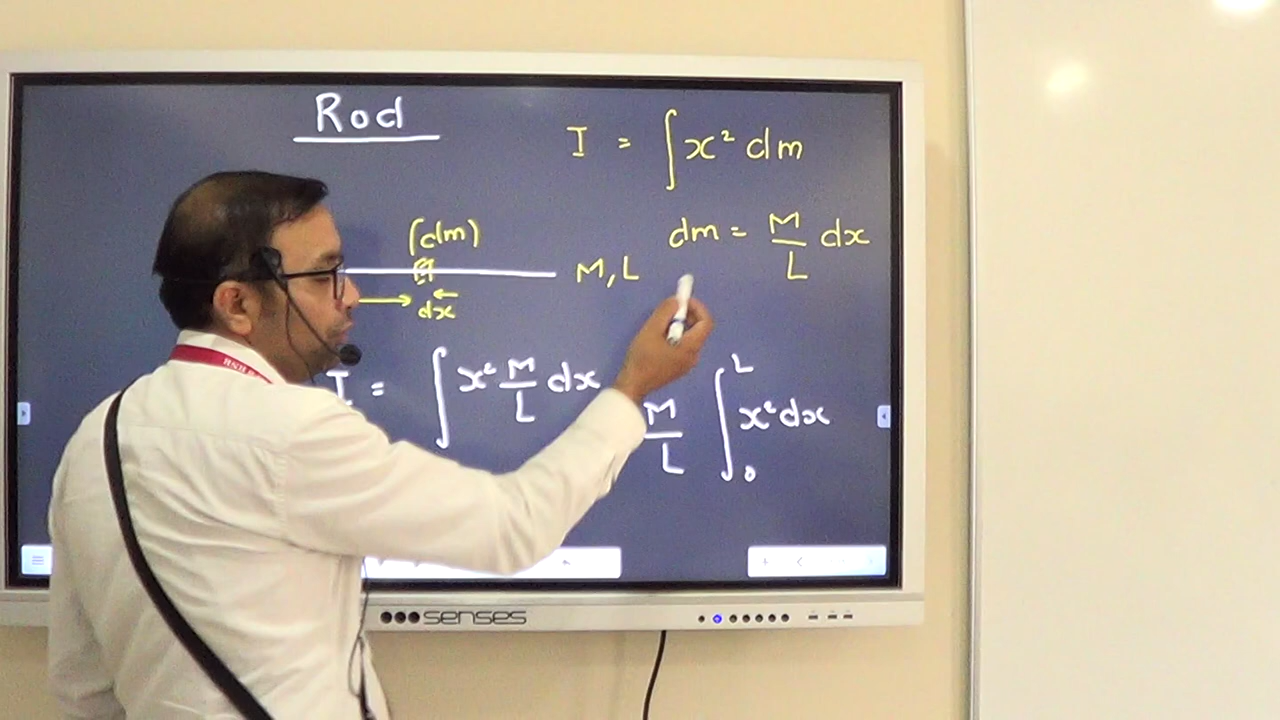 Rod
I = ∫x² dm
(dm)
dm = M/L dx
M, L
dx
I = ∫ x² M/L dx
M/L ∫₀ᴸ x² dx
senses